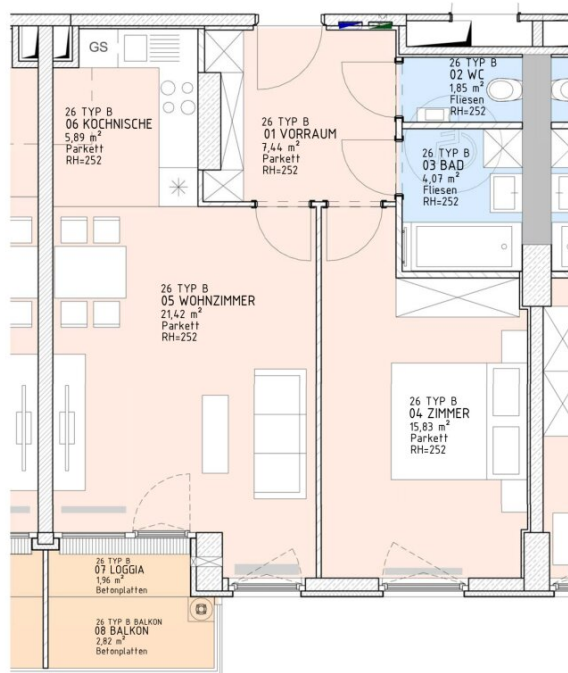 GS
26 TYP B
06 KOCHNISCHE
5,89 m²
Parkett
RH=252
26 TYP B
01 VORRAUM
7,44 m²
Parkett
RH=252
26 TYP B
02 WC
1,85 m²
Fliesen
RH=252
26 TYP B
03 BAD
4,07 m²
Fliesen
RH=252
26 TYP B
05 WOHNZIMMER
21,42 m²
Parkett
RH=252
26 TYP B
04 ZIMMER
15,83 m²
Parkett
RH=252
26 TYP B
07 LOGGIA
1,96 m²
Betonplatten
26 TYP B BALKON
08 BALKON
2,82 m²
Betonplatten